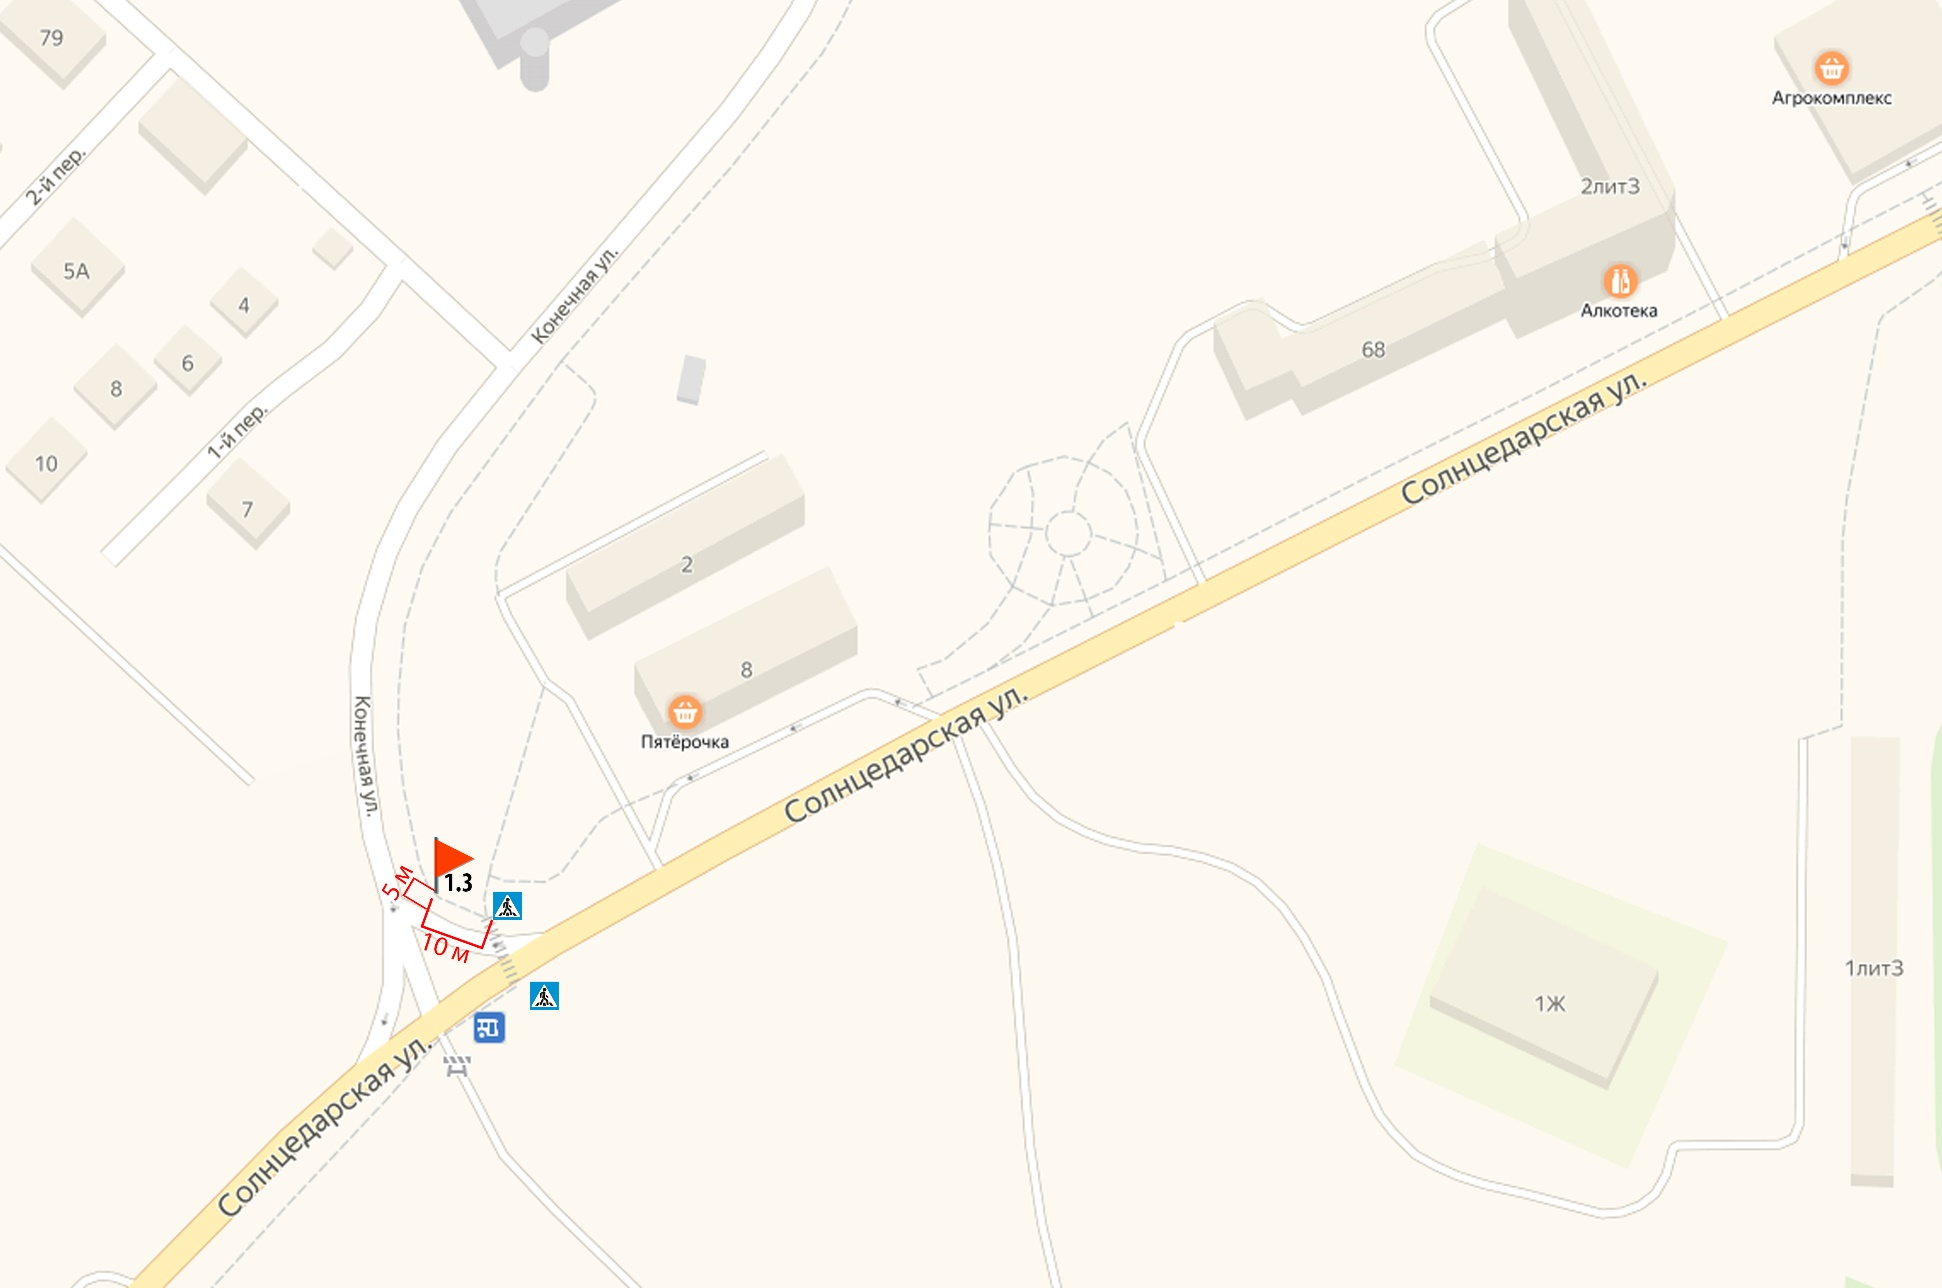 79
Агрокомплекс
2-й пер.
2лит3
5А
Конечная ул.
4
Алкотека
68
6
8
1-й пер.
Солнцедарская ул.
10
7
2
8
Пятёрочка
Конечная ул.
Солнцедарская ул.
5 м
1.3
10 м
1лит3
1Ж
Солнцедарская ул.